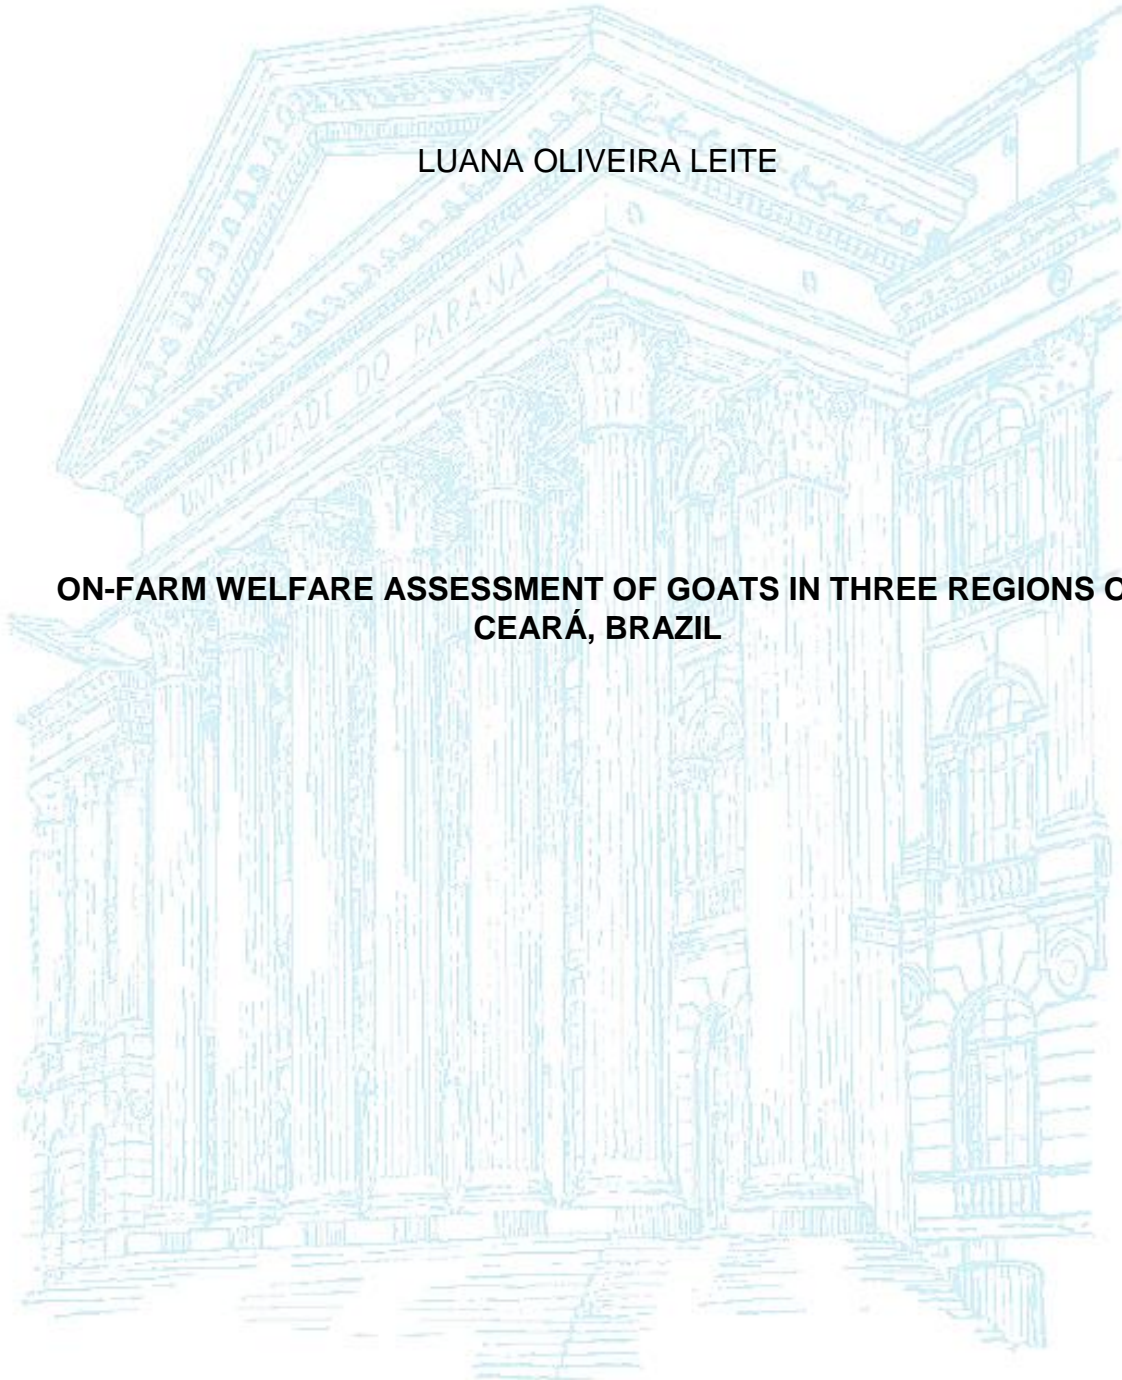 LUANA OLIVEIRA LEITE
UNIVERSIDADE DO PARANÁ
ON-FARM WELFARE ASSESSMENT OF GOATS IN THREE REGIONS
CEARÁ, BRAZIL